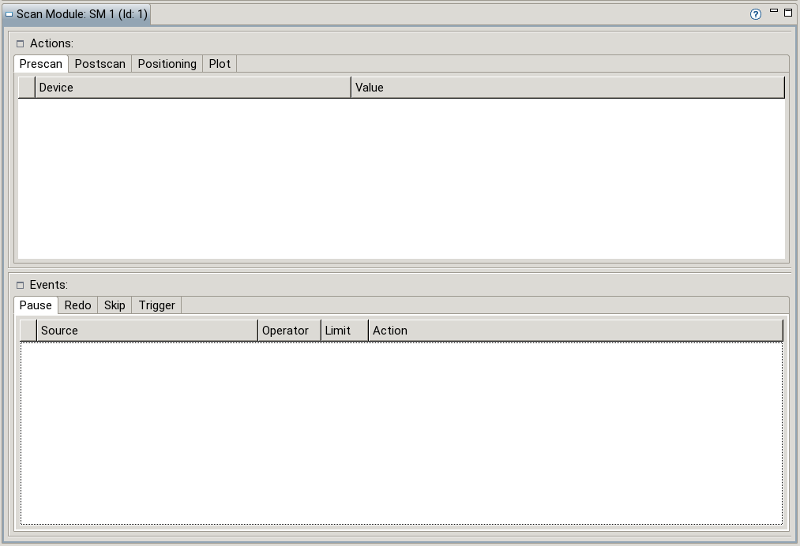 Scan Module: SM 1 (Id: 1)
Actions:
Prescan Postscan Positioning Plot
Device Value
Events:
Pause Redo Skip Trigger
Source Operator Limit Action